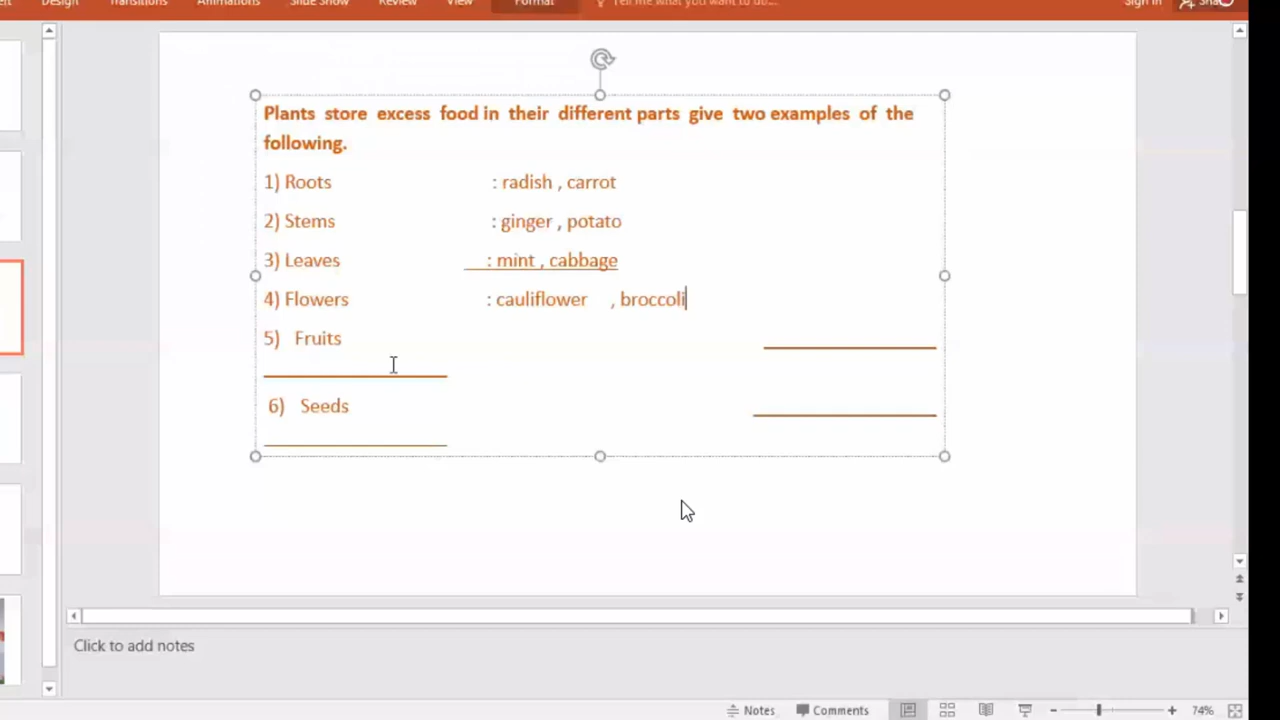 Design Transitions Animations Slide Show Review View Format Tell me what you want to do... Sign in
Plants store excess food in their different parts give two examples of the
following.
1) Roots : radish , carrot
2) Stems : ginger , potato
3) Leaves : mint , cabbage
4) Flowers : cauliflower , broccoli
5) Fruits
6) Seeds
Click to add notes
Notes Comments 74%